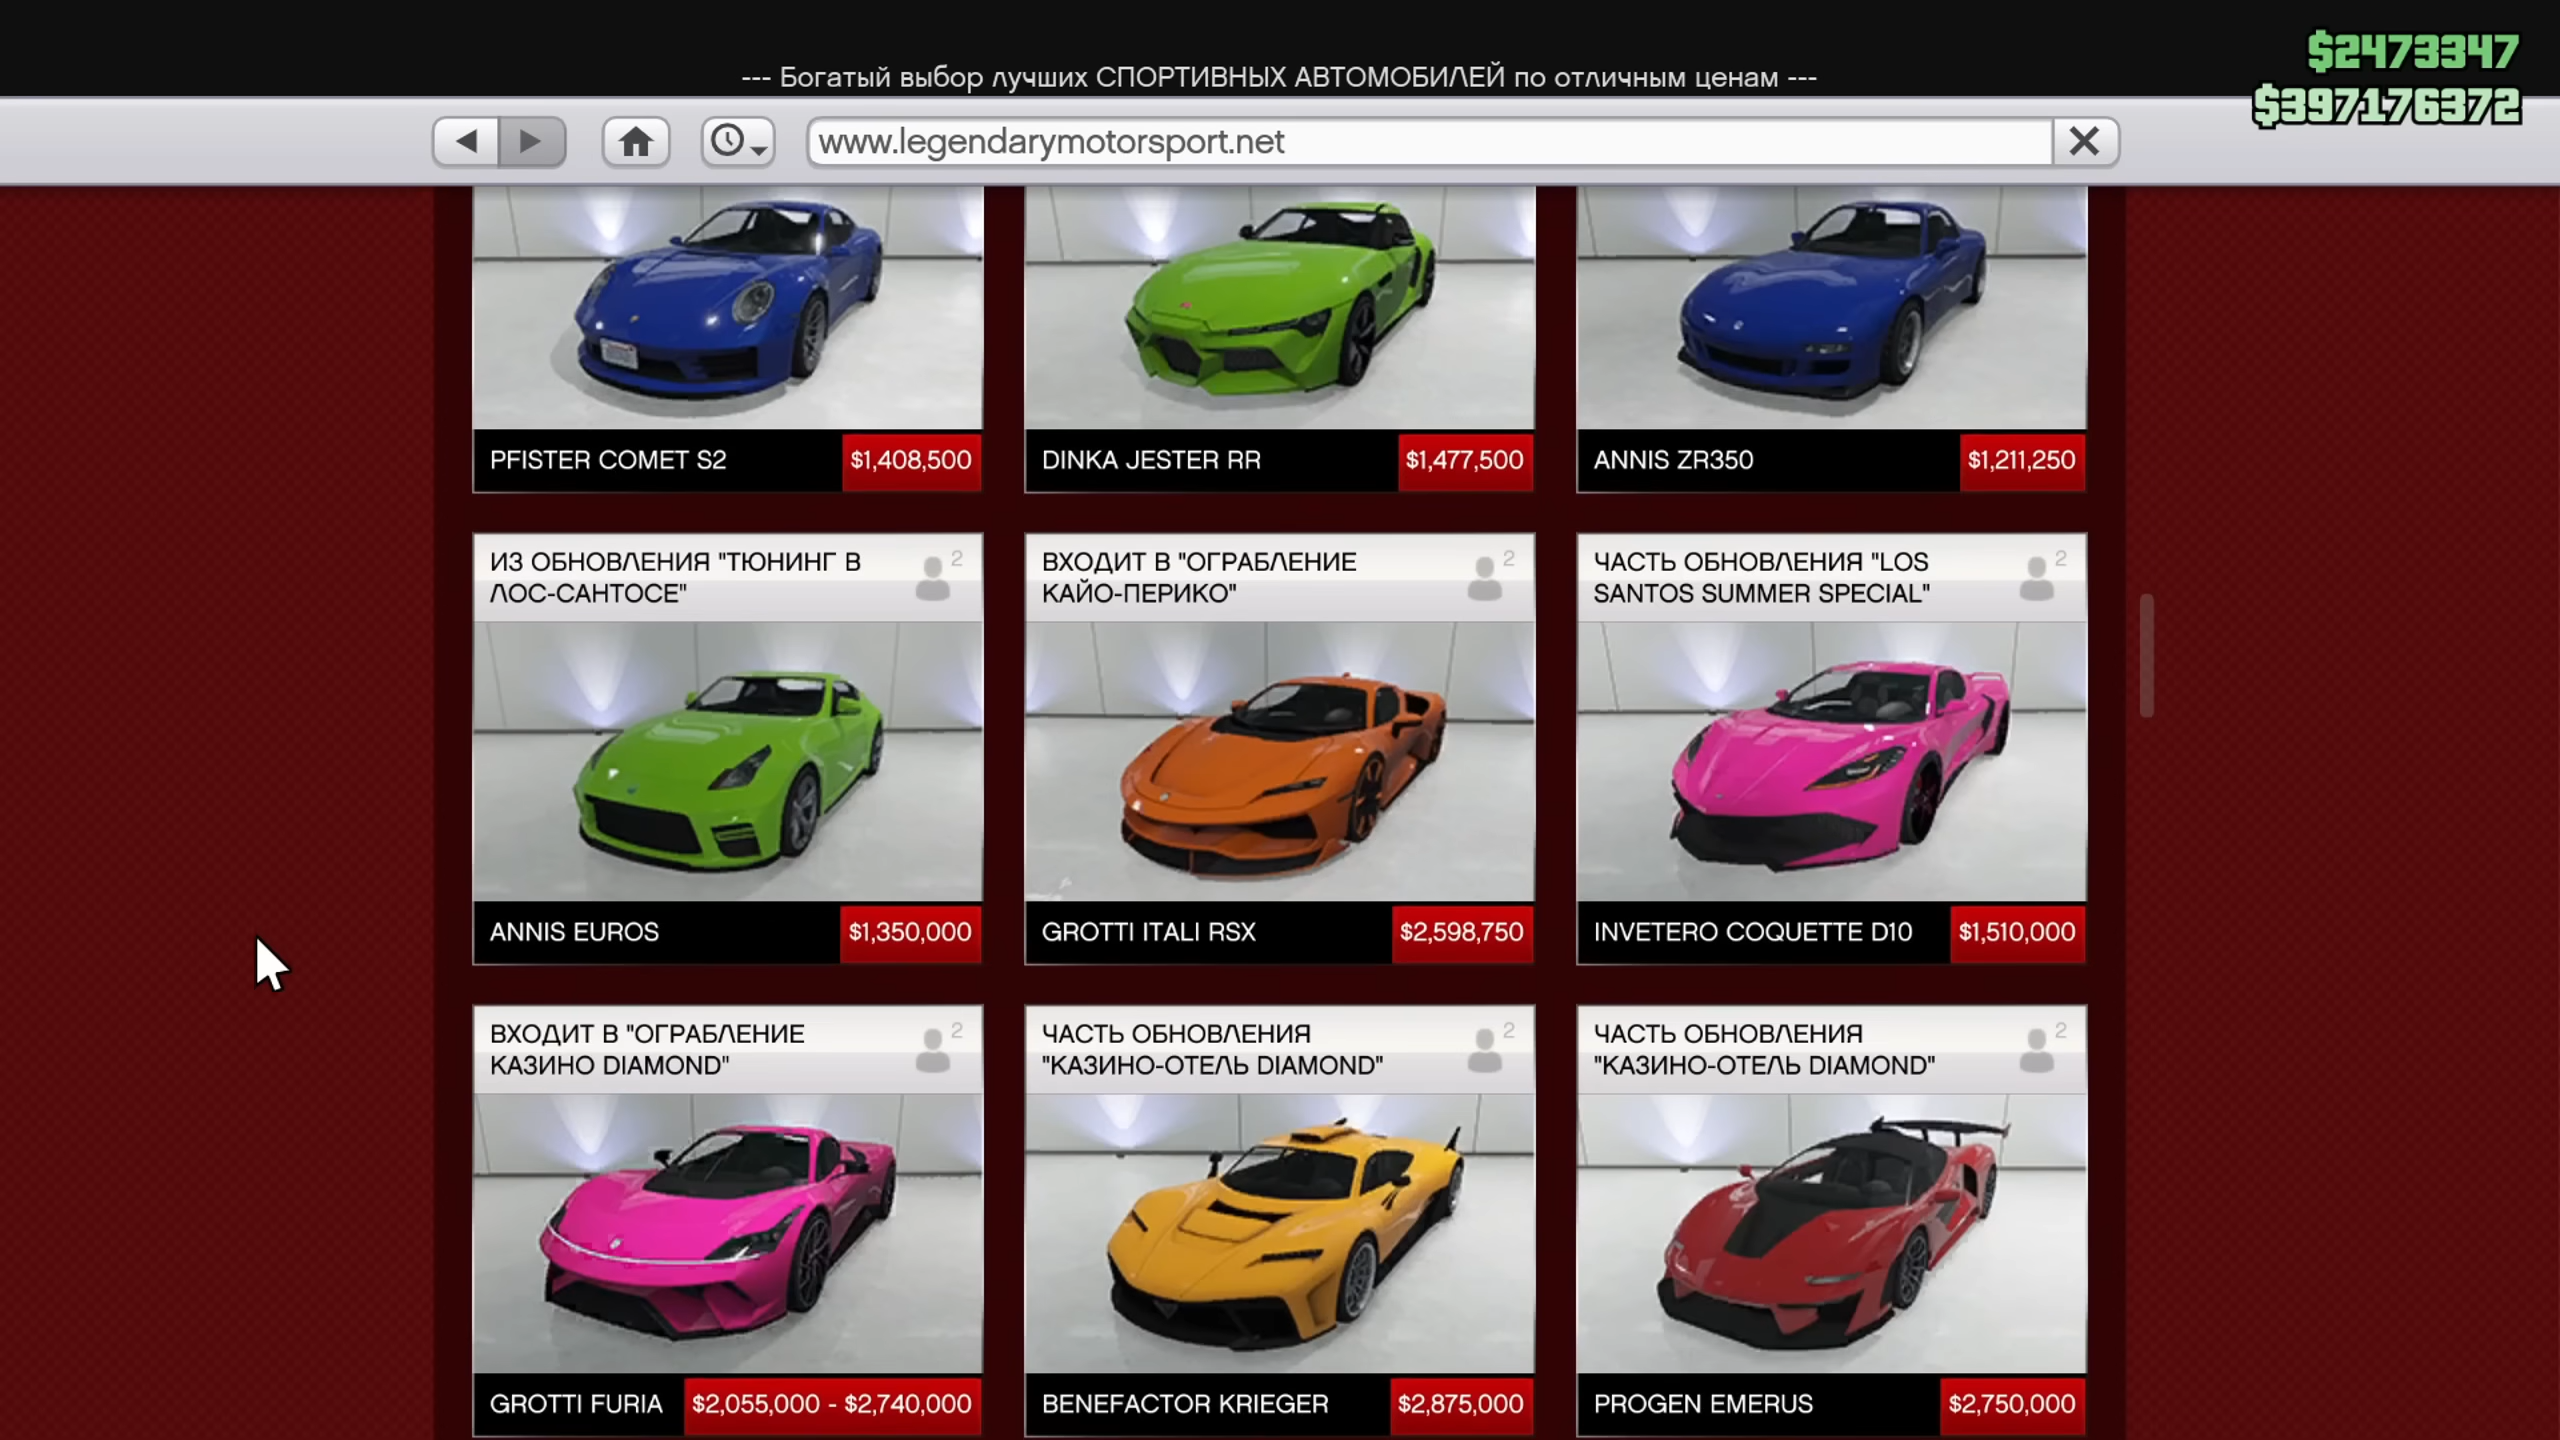 $2473347
--- Богатый выбор лучших СПОРТИВНЫХ АВТОМОБИЛЕЙ по отличным ценам ---
$397176372
www.legendarymotorsport.net
PFISTER COMET S2 $1,408,500
DINKA JESTER RR $1,477,500
ANNIS ZR350 $1,211,250
ИЗ ОБНОВЛЕНИЯ "ТЮНИНГ В
ЛОС-САНТОСЕ"
2
ANNIS EUROS $1,350,000
ВХОДИТ В "ОГРАБЛЕНИЕ
КАЙО-ПЕРИКО"
2
GROTTI ITALI RSX $2,598,750
ЧАСТЬ ОБНОВЛЕНИЯ "LOS
SANTOS SUMMER SPECIAL"
2
INVETERO COQUETTE D10 $1,510,000
ВХОДИТ В "ОГРАБЛЕНИЕ
КАЗИНО DIAMOND"
2
GROTTI FURIA $2,055,000 - $2,740,000
ЧАСТЬ ОБНОВЛЕНИЯ
"КАЗИНО-ОТЕЛЬ DIAMOND"
2
BENEFACTOR KRIEGER $2,875,000
ЧАСТЬ ОБНОВЛЕНИЯ
"КАЗИНО-ОТЕЛЬ DIAMOND"
2
PROGEN EMERUS $2,750,000